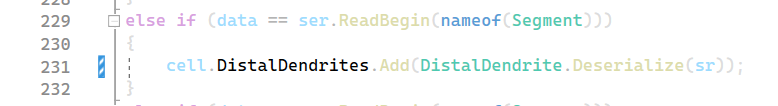 229 else if (data == ser.ReadBegin(nameof(Segment)))
230 {
231 cell.DistalDendrites.Add(DistalDendrite.Deserialize(sr));
232 }